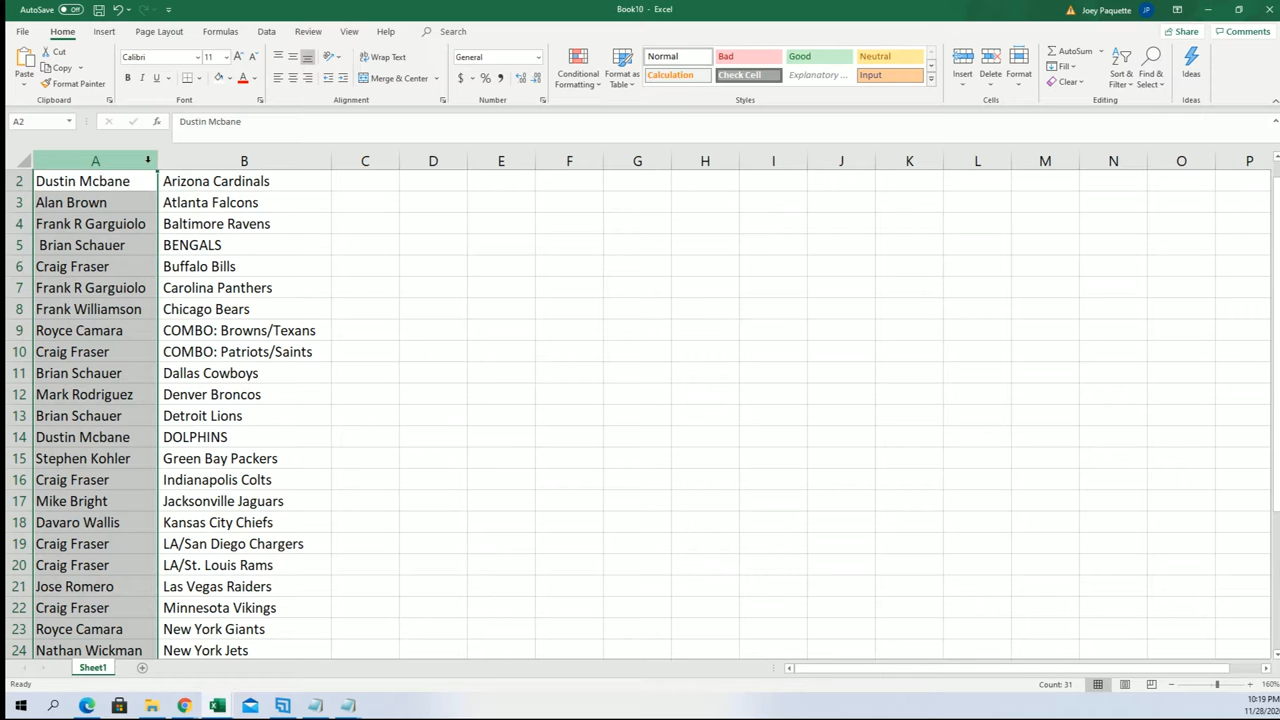 AutoSave Off Book10 - Excel Joey Paquette JP
File Home Insert Page Layout Formulas Data Review View Help Search Share Comments
Paste Cut Copy Format Painter Clipboard
Calibri 11 B I U A Font
Wrap Text Merge & Center Alignment
General $ % Number
Conditional Formatting Format as Table Normal Bad Good Neutral Calculation Check Cell Explanatory ... Input Styles
Insert Delete Format Cells
AutoSum Fill Clear Sort & Filter Find & Select Editing
Ideas Ideas
A2 fx Dustin Mcbane
A B C D E F G H I J K L M N O P
2 Dustin Mcbane Arizona Cardinals
3 Alan Brown Atlanta Falcons
4 Frank R Garguiolo Baltimore Ravens
5 Brian Schauer BENGALS
6 Craig Fraser Buffalo Bills
7 Frank R Garguiolo Carolina Panthers
8 Frank Williamson Chicago Bears
9 Royce Camara COMBO: Browns/Texans
10 Craig Fraser COMBO: Patriots/Saints
11 Brian Schauer Dallas Cowboys
12 Mark Rodriguez Denver Broncos
13 Brian Schauer Detroit Lions
14 Dustin Mcbane DOLPHINS
15 Stephen Kohler Green Bay Packers
16 Craig Fraser Indianapolis Colts
17 Mike Bright Jacksonville Jaguars
18 Davaro Wallis Kansas City Chiefs
19 Craig Fraser LA/San Diego Chargers
20 Craig Fraser LA/St. Louis Rams
21 Jose Romero Las Vegas Raiders
22 Craig Fraser Minnesota Vikings
23 Royce Camara New York Giants
24 Nathan Wickman New York Jets
Sheet1
Ready Count: 31 160%
10:19 PM
11/28/20